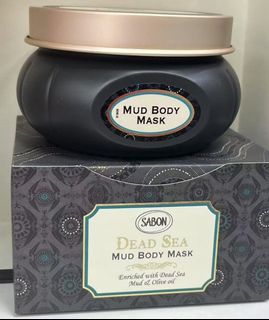 MUD BODY
MASK
SABON
DEAD SEA
MUD BODY MASK
Enriched with Dead Sea
Mud & Olive oil